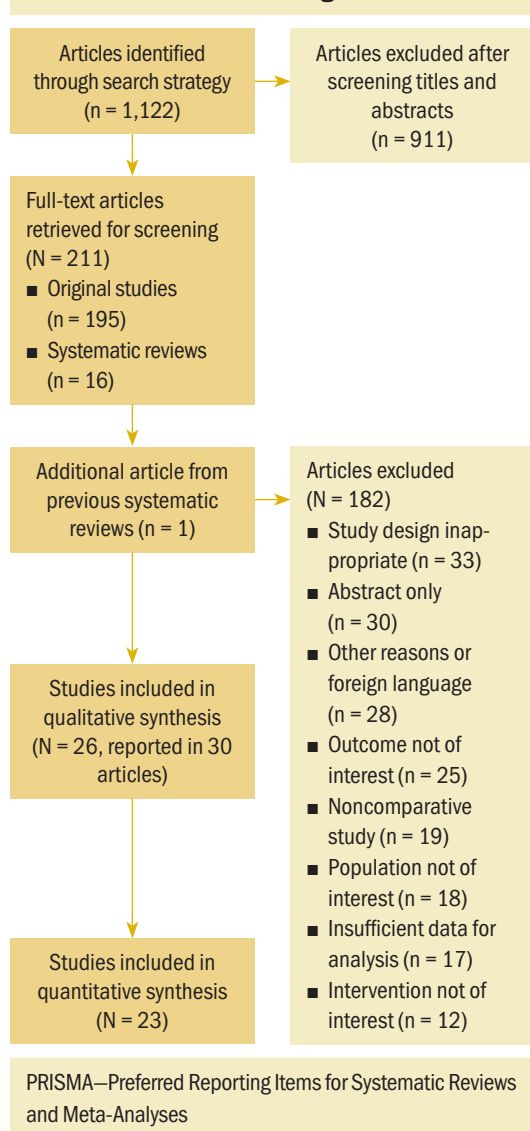 Articles identified
through search strategy
(n = 1,122)
Articles excluded after
screening titles and
abstracts
(n = 911)
Full-text articles
retrieved for screening
(N = 211)
■ Original studies
(n = 195)
■ Systematic reviews
(n = 16)
Additional article from
previous systematic
reviews (n = 1)
Articles excluded
(N = 182)
■ Study design inap-
propriate (n = 33)
■ Abstract only
(n = 30)
■ Other reasons or
foreign language
(n = 28)
■ Outcome not of
interest (n = 25)
■ Noncomparative
study (n = 19)
■ Population not of
interest (n = 18)
■ Insufficient data for
analysis (n = 17)
■ Intervention not of
interest (n = 12)
Studies included in
qualitative synthesis
(N = 26, reported in 30
articles)
Studies included in
quantitative synthesis
(N = 23)
PRISMA—Preferred Reporting Items for Systematic Reviews
and Meta-Analyses